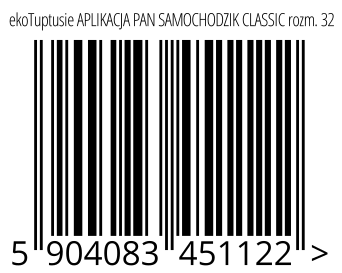 ekoTuptusie APLIKACJA PAN SAMOCHODZIK CLASSIC rozm. 32
5 904083 451122 >